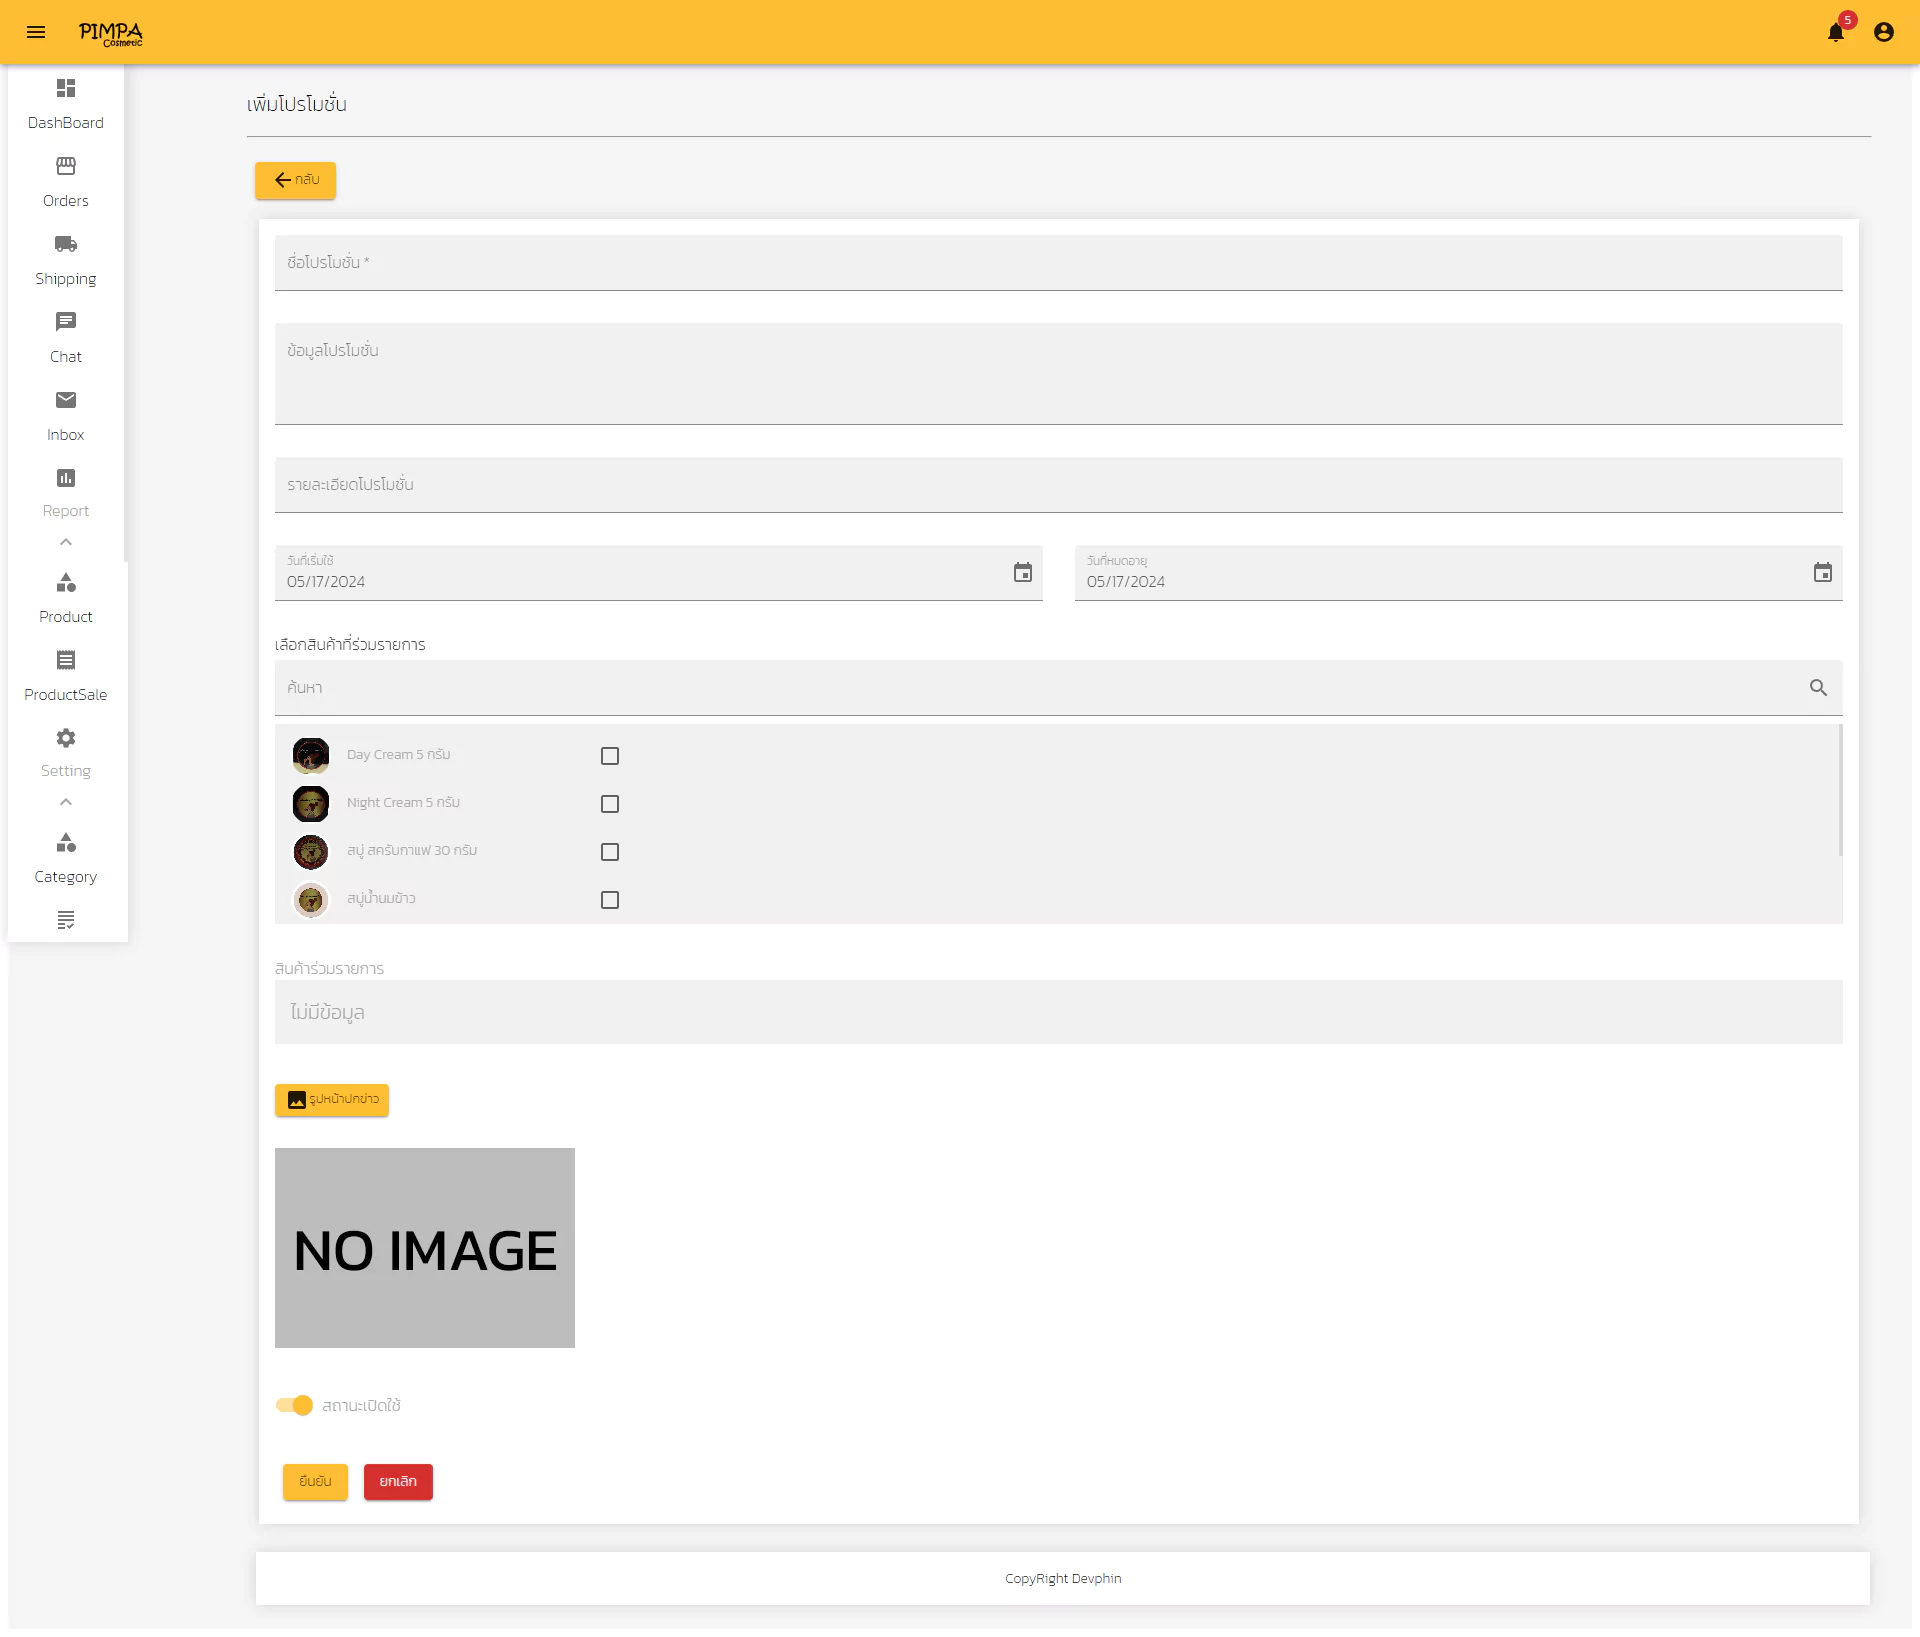 PIMPA
Cosmetic
5
DashBoard
Orders
Shipping
Chat
Inbox
Report
Product
ProductSale
Setting
Category
เพิ่มโปรโมชั่น
กลับ
ชื่อโปรโมชั่น *
ข้อมูลโปรโมชั่น
รายละเอียดโปรโมชั่น
วันที่เริ่มใช้
05/17/2024
วันที่หมดอายุ
05/17/2024
เลือกสินค้าที่ร่วมรายการ
ค้นหา
Day Cream 5 กรัม
Night Cream 5 กรัม
สบู่ สครับกาแฟ 30 กรัม
สบู่น้ำนมข้าว
สินค้าร่วมรายการ
ไม่มีข้อมูล
รูปหน้าปกข่าว
NO IMAGE
สถานะเปิดใช้
ยืนยัน
ยกเลิก
CopyRight Devphin